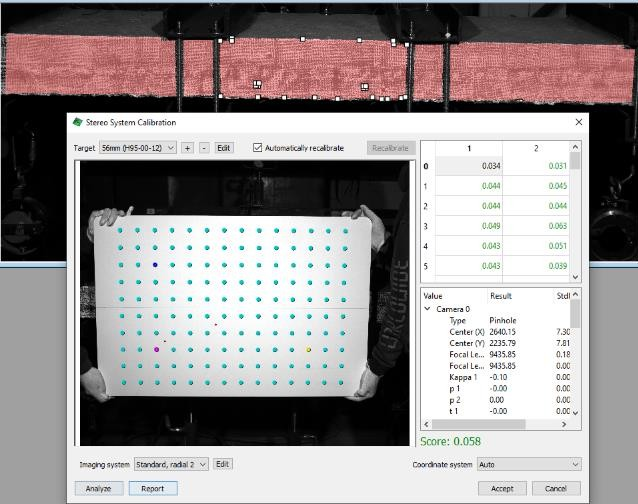 Stereo System Calibration
Target 56mm (H95-00-12) + - Edit Automatically recalibrate Recalibrate
1 2
0 0.034 0.031
1 0.044 0.045
2 0.044 0.044
3 0.049 0.063
4 0.043 0.051
5 0.043 0.039
Value Result
Camera 0
Type Pinhole
Center (X) 2640.15 7.30
Center (Y) 2235.79 7.81
Focal Le... 9435.85 0.18
Focal Le... 9435.85 0.00
Kappa 1 -0.10 0.00
p 1 -0.00 0.00
p 2 0.00 0.00
t 1 -0.00 0.00
Score: 0.058
Imaging system Standard, radial 2 Edit Coordinate system Auto
Analyze Report Accept Cancel